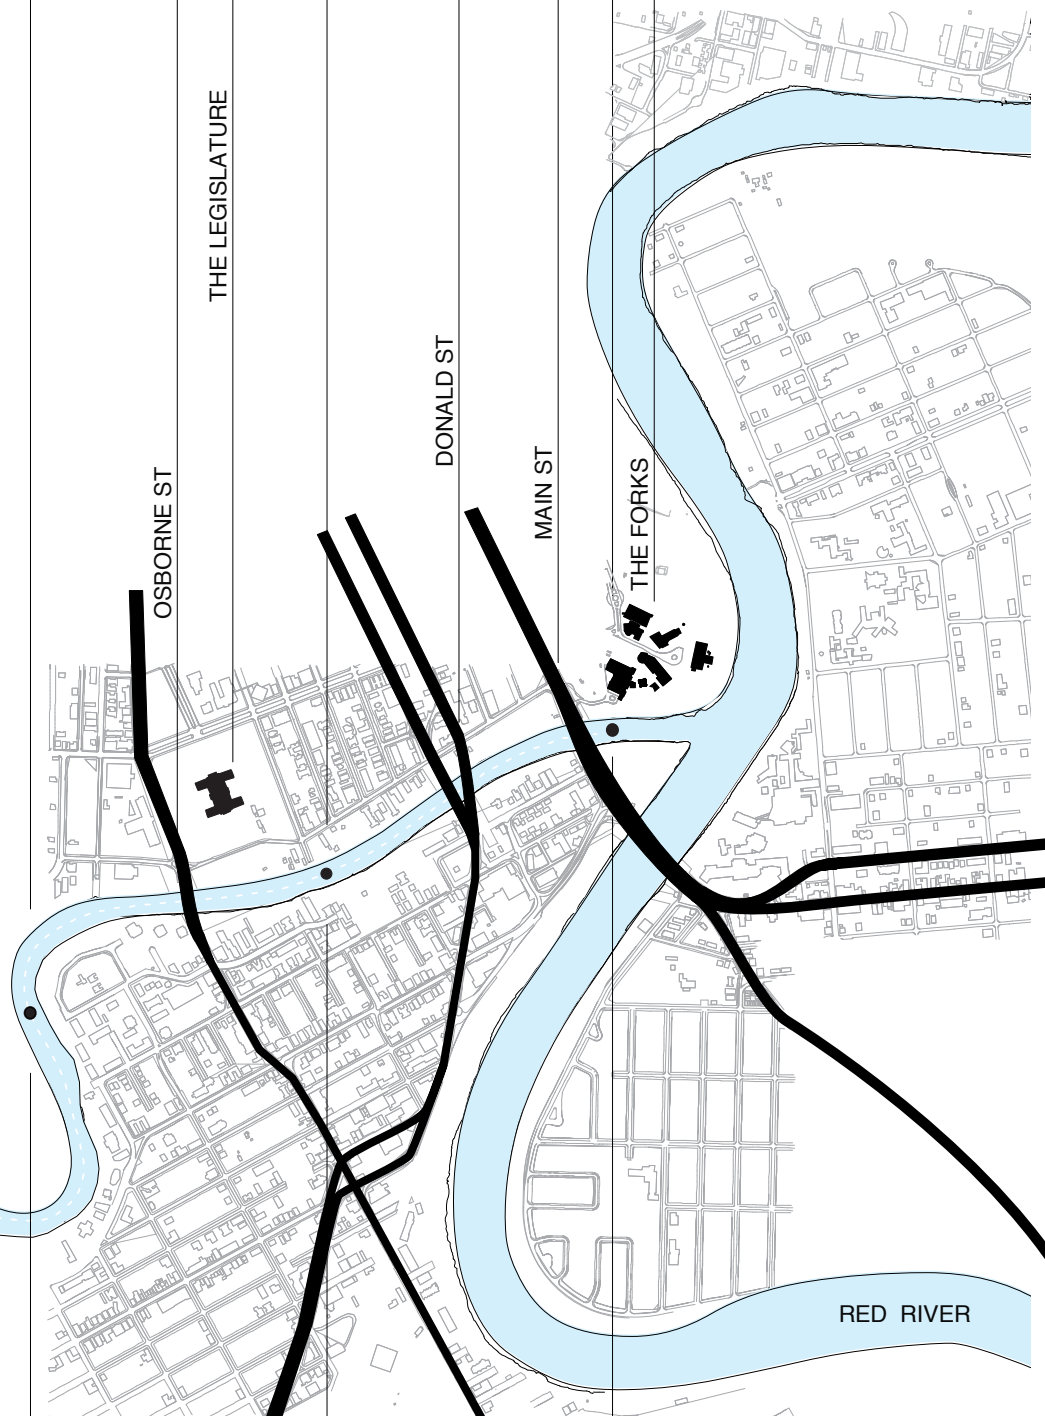 THE LEGISLATURE
DONALD ST
OSBORNE ST
MAIN ST
THE FORKS
RED RIVER